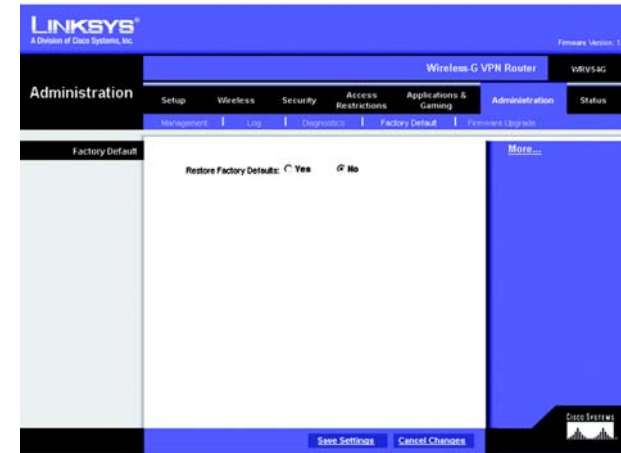 LINKSYS®
A Division of Cisco Systems, Inc.
Firmware Version: 1
Wireless-G VPN Router WRV54G
Administration
Setup Wireless Security Access Restrictions Applications & Gaming Administration Status
Management | Log | Diagnostics | Factory Default | Firmware Upgrade
Factory Default
More...
Restore Factory Defaults: Yes No
Save Settings Cancel Changes
CISCO SYSTEMS